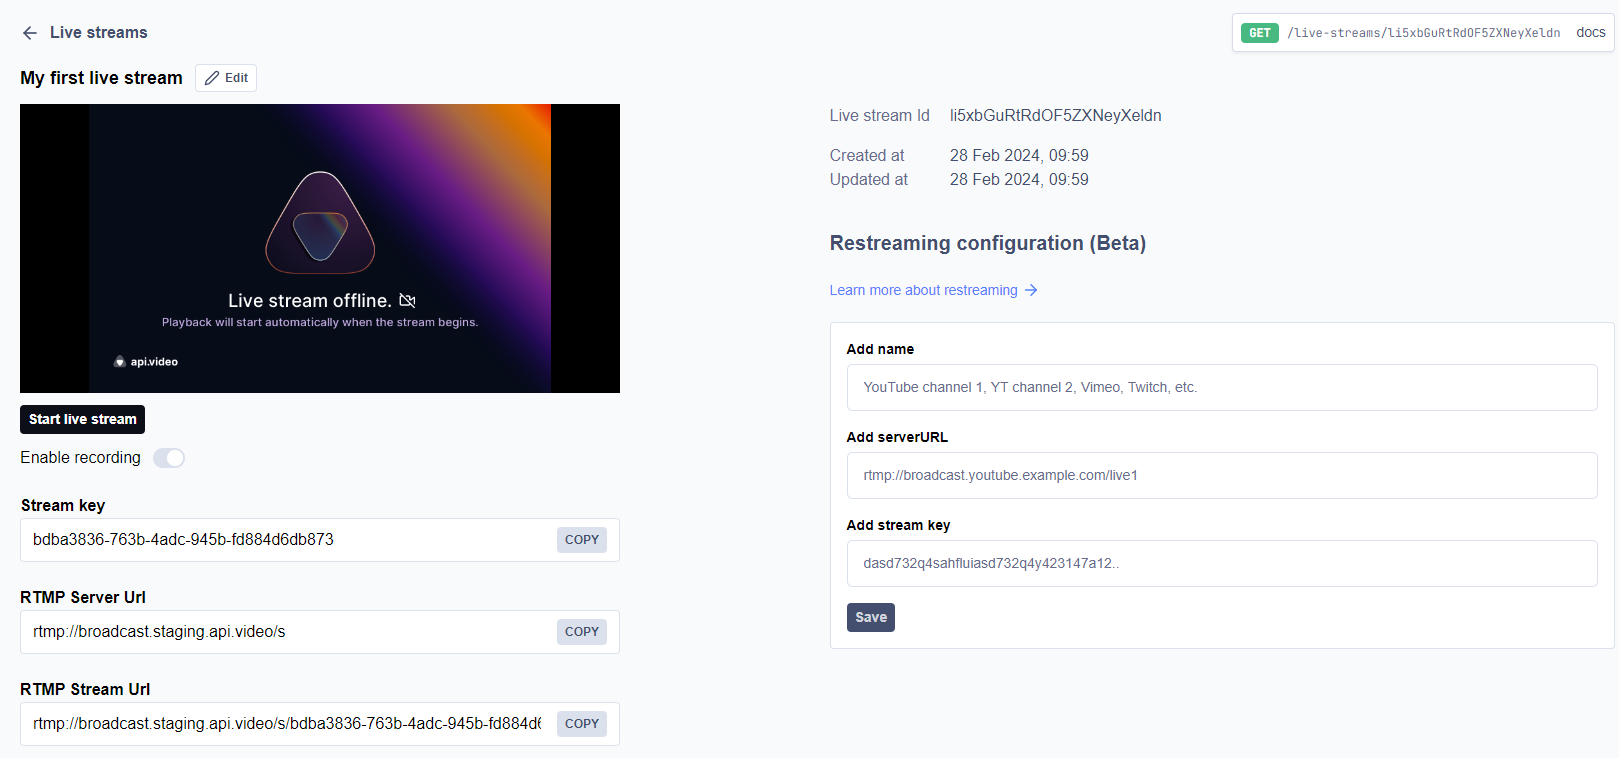 Live streams
GET /live-streams/li5xbGuRtRdOF5ZXNeyXeldn docs
My first live stream
Edit
Live stream offline.
Playback will start automatically when the stream begins.
api.video
Start live stream
Enable recording
Stream key
bdba3836-763b-4adc-945b-fd884d6db873
COPY
RTMP Server Url
rtmp://broadcast.staging.api.video/s
COPY
RTMP Stream Url
rtmp://broadcast.staging.api.video/s/bdba3836-763b-4adc-945b-fd884d6
COPY
Live stream Id li5xbGuRtRdOF5ZXNeyXeldn
Created at 28 Feb 2024, 09:59
Updated at 28 Feb 2024, 09:59
Restreaming configuration (Beta)
Learn more about restreaming
Add name
YouTube channel 1, YT channel 2, Vimeo, Twitch, etc.
Add serverURL
rtmp://broadcast.youtube.example.com/live1
Add stream key
dasd732q4sahfluiasd732q4y423147a12..
Save